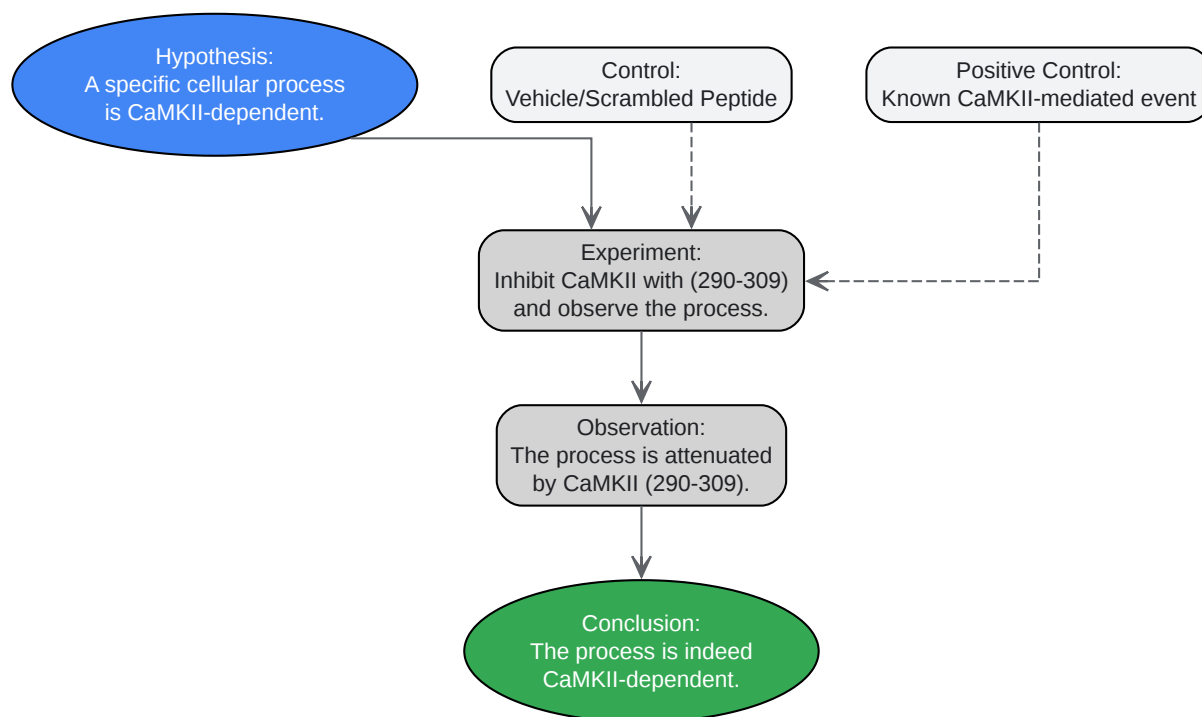 Hypothesis:
A specific cellular process
is CaMKII-dependent.
Control:
Vehicle/Scrambled Peptide
Positive Control:
Known CaMKII-mediated event
Experiment:
Inhibit CaMKII with (290-309)
and observe the process.
Observation:
The process is attenuated
by CaMKII (290-309).
Conclusion:
The process is indeed
CaMKII-dependent.